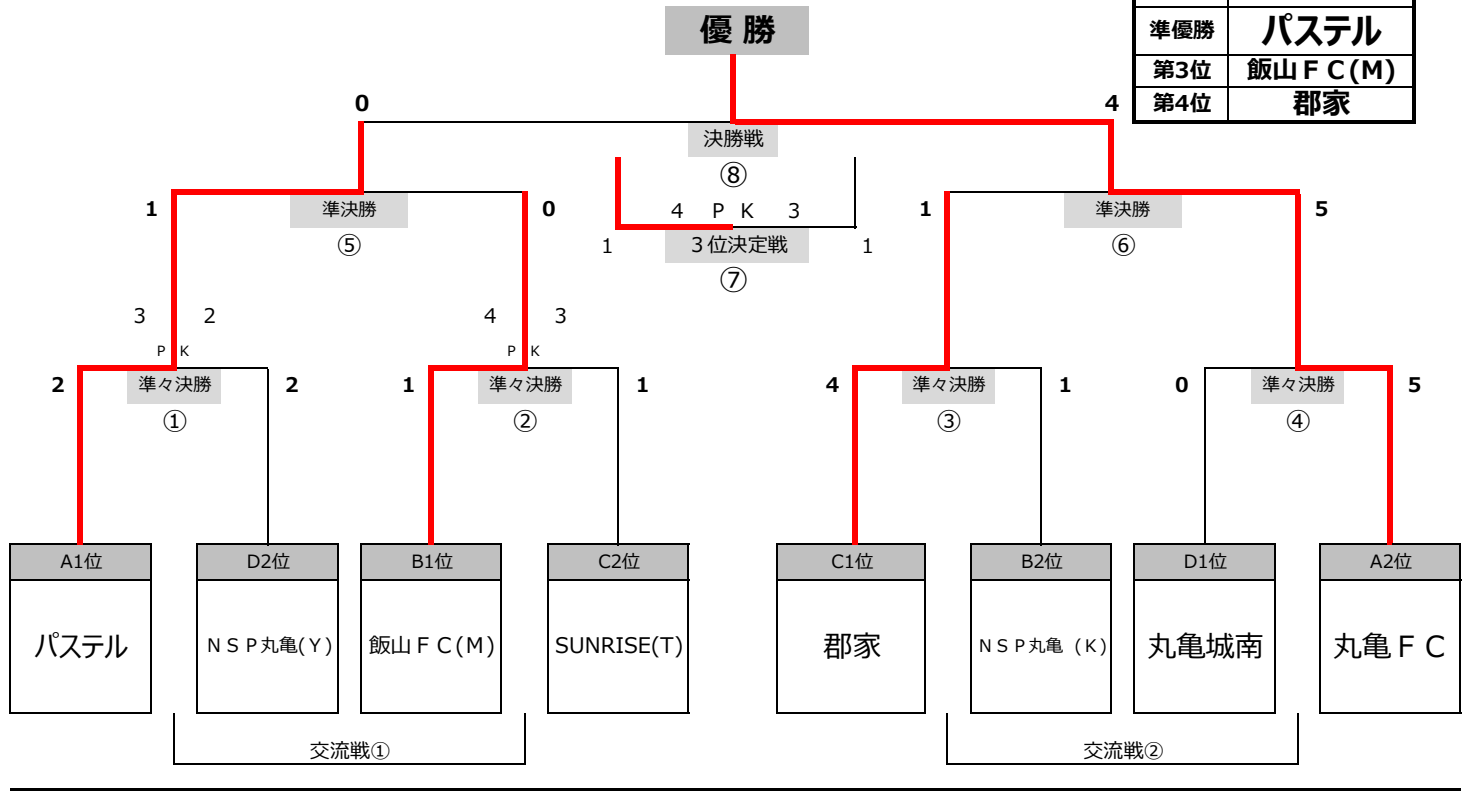 優 勝
準優勝 パステル
第3位 飯山ＦＣ(M)
第4位 郡家
0 4
決勝戦
⑧
1 準決勝 0
⑤
4 ＰＫ 3
1 ３位決定戦 1
⑦
1 準決勝 5
⑥
3 2
ＰＫ
4 3
ＰＫ
2 準々決勝 2
①
1 準々決勝 1
②
4 準々決勝 1
③
0 準々決勝 5
④
A1位 D2位 B1位 C2位 C1位 B2位 D1位 A2位
パステル ＮＳＰ丸亀(Ｙ) 飯山ＦＣ(Ｍ) SUNRISE(T) 郡家 ＮＳＰ丸亀（Ｋ) 丸亀城南 丸亀ＦＣ
交流戦① 交流戦②